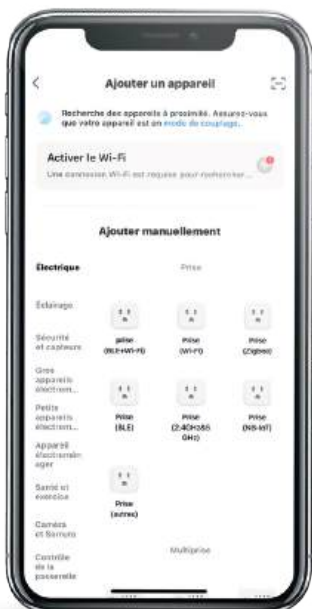 Ajouter un appareil
Recherche des appareils à proximité. Assurez-vous
que votre appareil est en mode de couplage.
Activer le Wi-Fi
Une connexion Wi-Fi est requise pour rechercher ...
Ajouter manuellement
Électrique
Prise
Éclairage
Sécurité
et capteurs
Gros
appareils
électrom...
Petits
appareils
électrom...
Appareil
électromén
ager
Santé et
exercice
Caméra
et Serrure
Contrôle
de la
passerelle
prise
(BLE+Wi-Fi)
Prise
(Wi-Fi)
Prise
(Zigbee)
Prise
(BLE)
Prise
(2.4GHz&5
GHz)
Prise
(NB-IoT)
Prise
(autres)
Multiprise